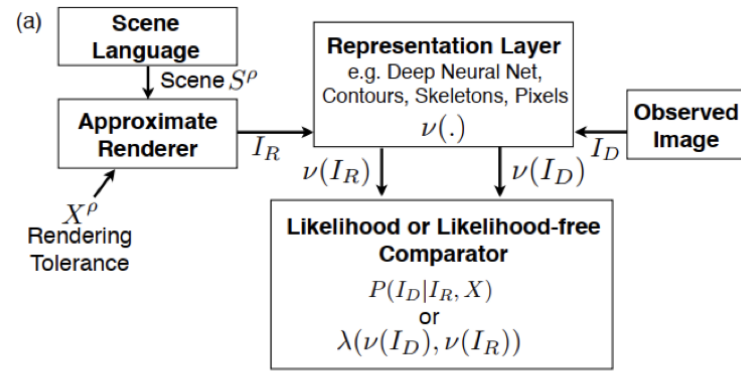 (a)
Scene
Language
Scene S^ρ
Approximate
Renderer
X^ρ
Rendering
Tolerance
I_R
Representation Layer
e.g. Deep Neural Net,
Contours, Skeletons, Pixels
ν(.)
Observed
Image
I_D
ν(I_R)
ν(I_D)
Likelihood or Likelihood-free
Comparator
P(I_D|I_R, X)
or
λ(ν(I_D), ν(I_R))